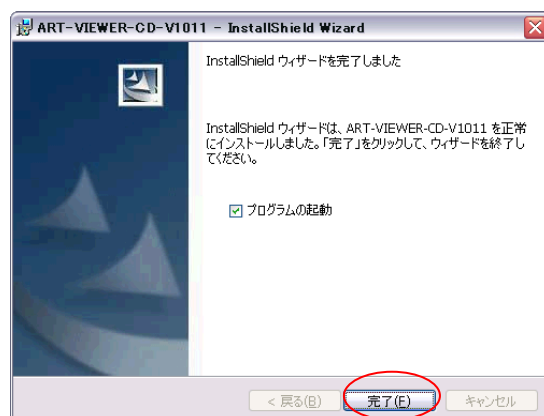 ART-VIEWER-CD-V1011 - InstallShield Wizard
InstallShield ウィザードを完了しました
InstallShield ウィザードは、ART-VIEWER-CD-V1011 を正常
にインストールしました。「完了」をクリックして、ウィザードを終了し
てください。
プログラムの起動
< 戻る(B)
完了(F)
キャンセル